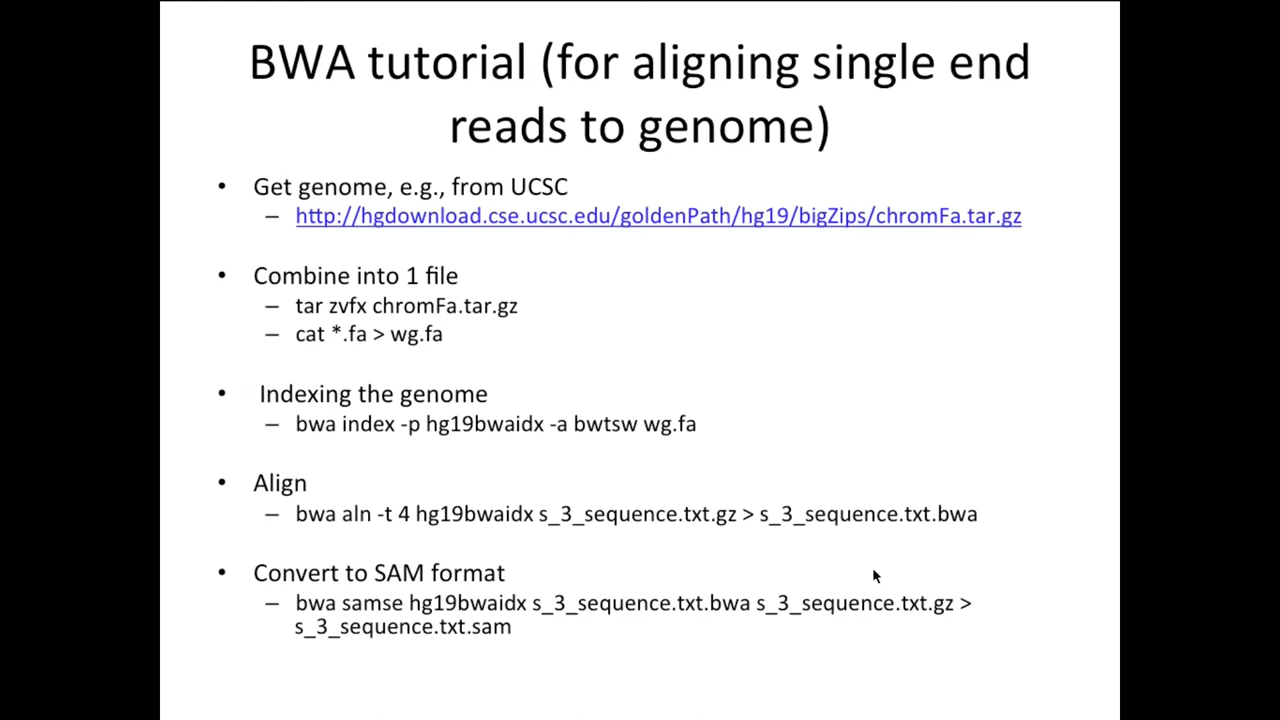 BWA tutorial (for aligning single end
reads to genome)
• Get genome, e.g., from UCSC
– http://hgdownload.cse.ucsc.edu/goldenPath/hg19/bigZips/chromFa.tar.gz
• Combine into 1 file
– tar zvfx chromFa.tar.gz
– cat *.fa > wg.fa
• Indexing the genome
– bwa index -p hg19bwaidx -a bwtsw wg.fa
• Align
– bwa aln -t 4 hg19bwaidx s_3_sequence.txt.gz > s_3_sequence.txt.bwa
• Convert to SAM format
– bwa samse hg19bwaidx s_3_sequence.txt.bwa s_3_sequence.txt.gz >
s_3_sequence.txt.sam